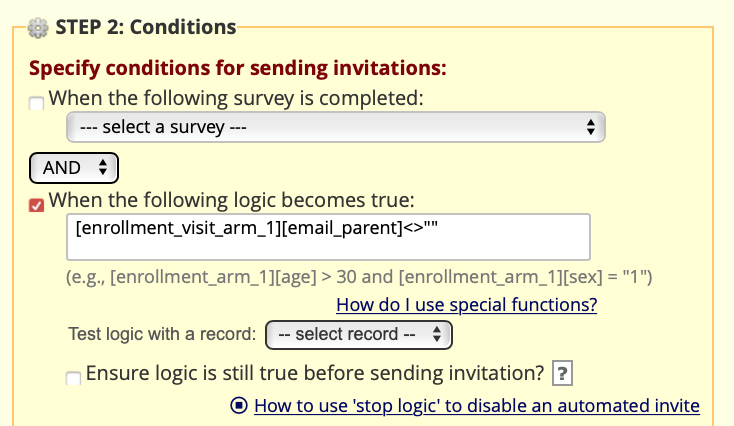 STEP 2: Conditions
Specify conditions for sending invitations:
When the following survey is completed:
--- select a survey ---
AND
When the following logic becomes true:
[enrollment_visit_arm_1][email_parent]<>""
(e.g., [enrollment_arm_1][age] > 30 and [enrollment_arm_1][sex] = "1")
How do I use special functions?
Test logic with a record: -- select record --
Ensure logic is still true before sending invitation? ?
How to use 'stop logic' to disable an automated invite